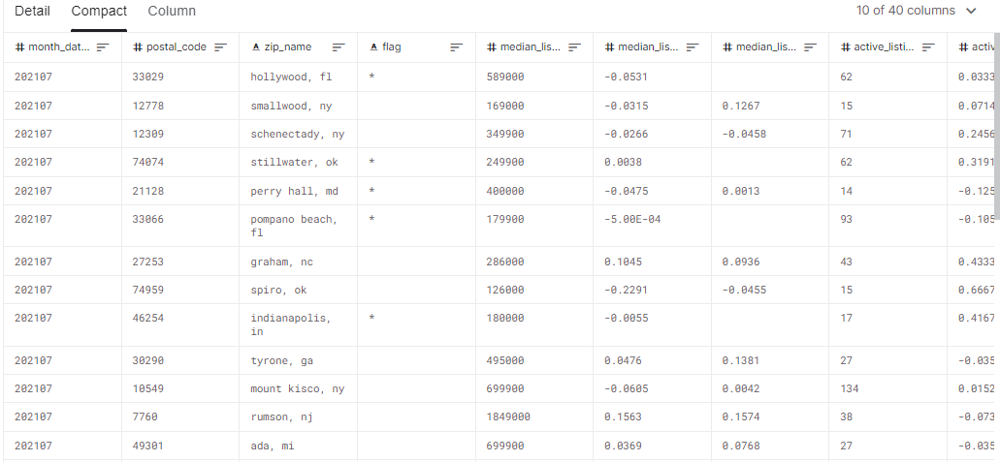 Detail Compact Column 10 of 40 columns
# month_dat... # postal_code A zip_name A flag # median_lis... # median_lis... # median_lis... # active_listi... # activ
202107 33029 hollywood, fl * 589000 -0.0531 62 0.0333
202107 12778 smallwood, ny 169000 -0.0315 0.1267 15 0.0714
202107 12309 schenectady, ny 349900 -0.0266 -0.0458 71 0.2456
202107 74074 stillwater, ok * 249900 0.0038 62 0.3191
202107 21128 perry hall, md * 400000 -0.0475 0.0013 14 -0.125
202107 33066 pompano beach, * 179900 -5.00E-04 93 -0.105
fl
202107 27253 graham, nc 286000 0.1045 0.0936 43 0.4333
202107 74959 spiro, ok 126000 -0.2291 -0.0455 15 0.6667
202107 46254 indianapolis, * 180000 -0.0055 17 0.4167
in
202107 30290 tyrone, ga 495000 0.0476 0.1381 27 -0.035
202107 10549 mount kisco, ny 699900 -0.0605 0.0042 134 0.0152
202107 7760 rumson, nj 1849000 0.1563 0.1574 38 -0.073
202107 49301 ada, mi 699900 0.0369 0.0768 27 -0.035